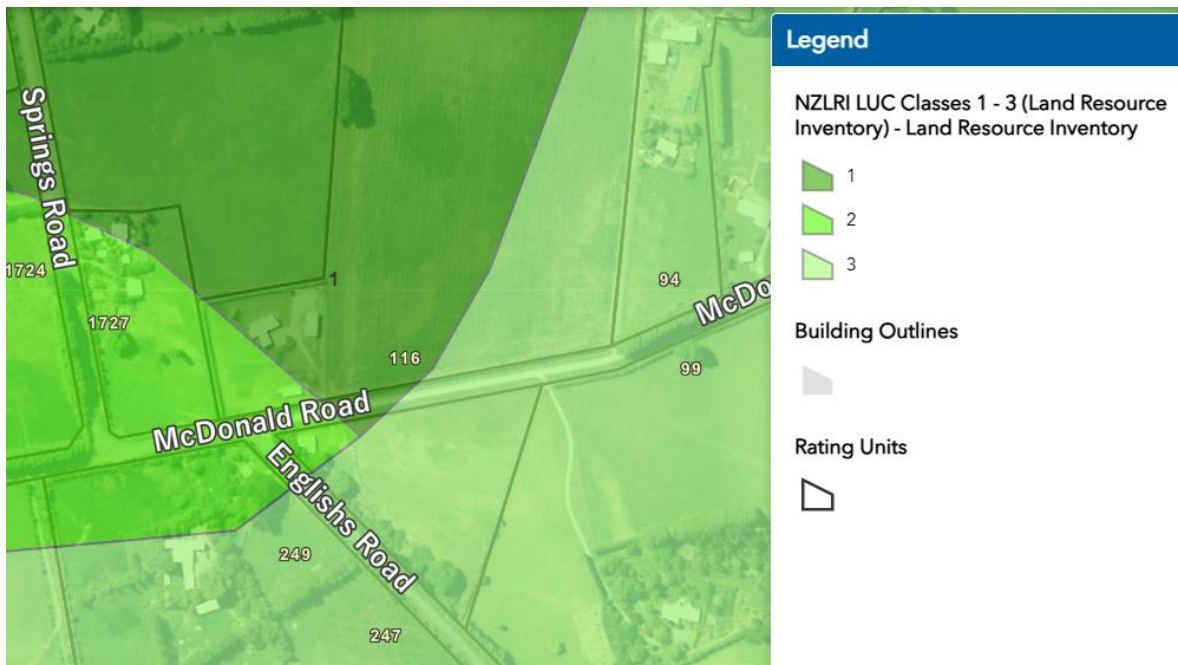 Springs Road
1724
1727
1
116
94
McDo
99
McDonald Road
Englishs Road
249
247
Legend
NZLRI LUC Classes 1 - 3 (Land Resource
Inventory) - Land Resource Inventory
1
2
3
Building Outlines
Rating Units